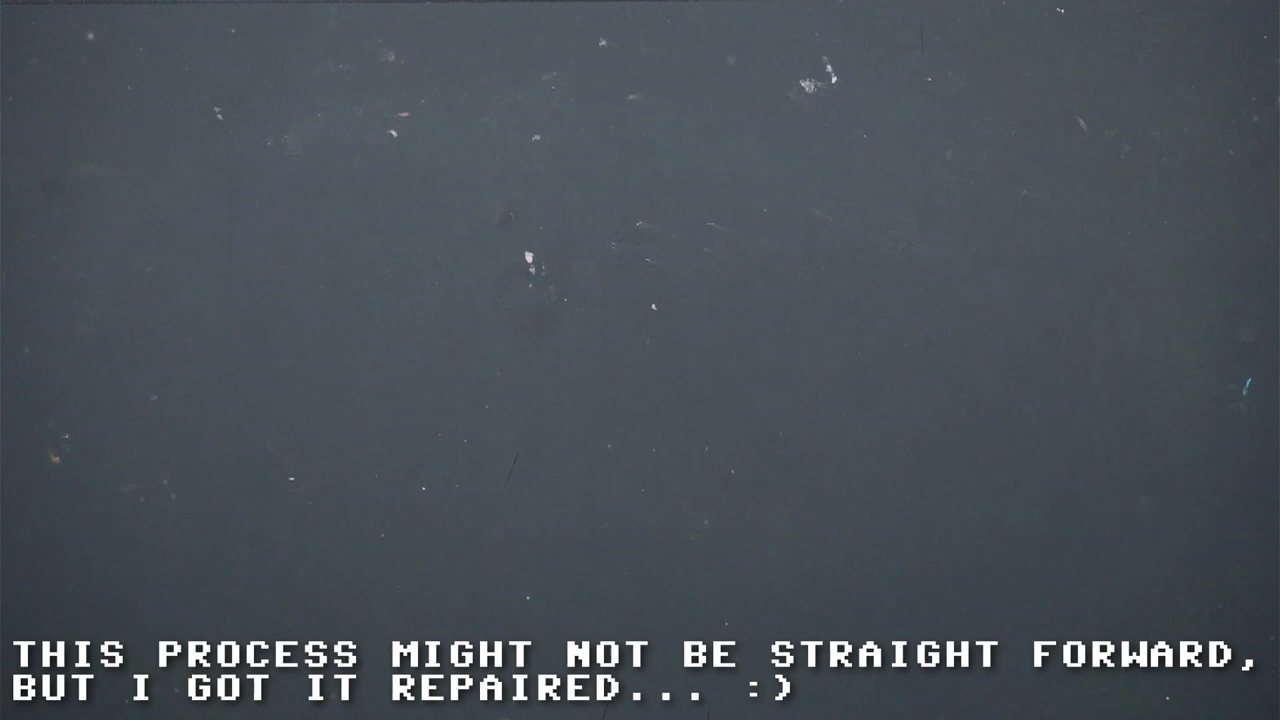 THIS PROCESS MIGHT NOT BE STRAIGHT FORWARD,
BUT I GOT IT REPAIRED... :)